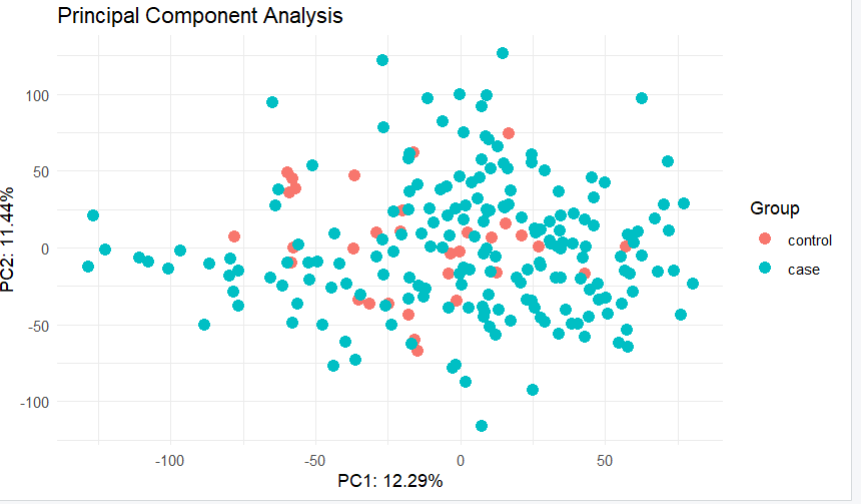 Principal Component Analysis
100
50
0
-50
-100
PC2: 11.44%
-100
-50
0
50
PC1: 12.29%
Group
control
case